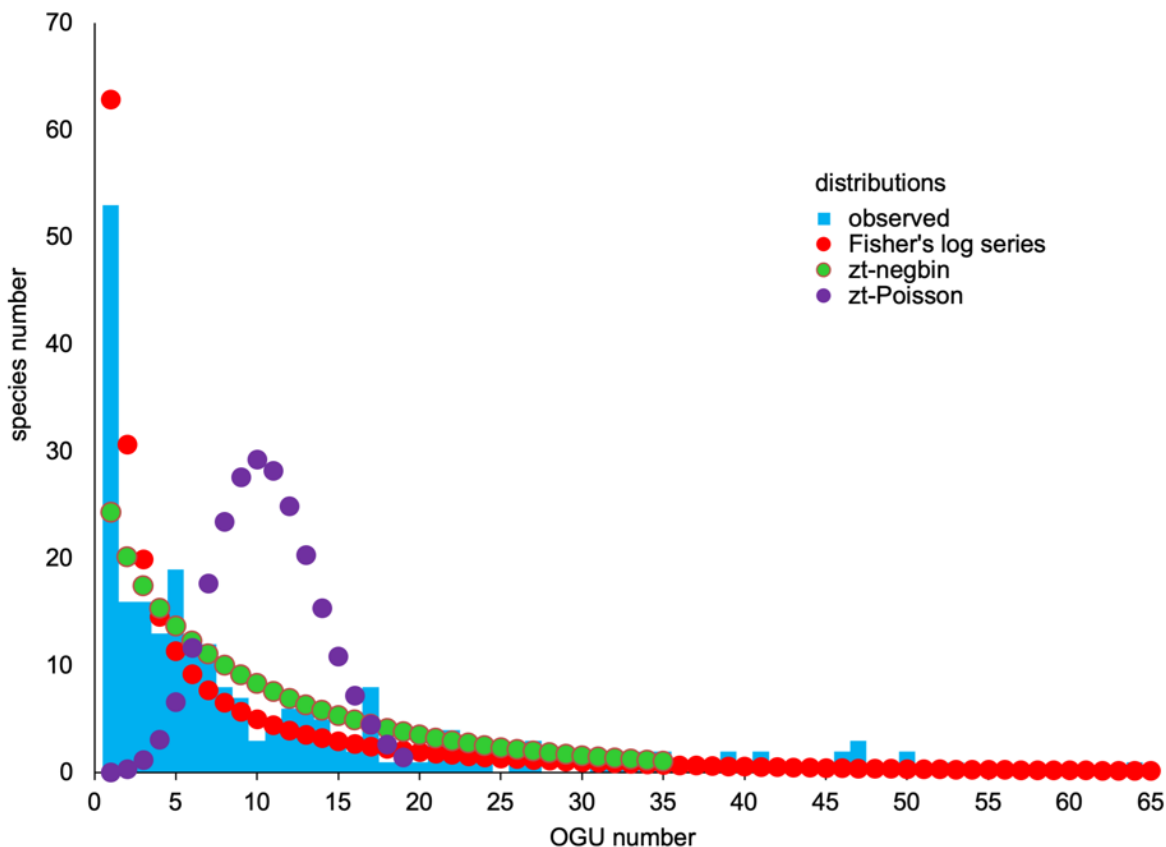 70
60
50
40
30
20
10
0
species number
distributions
observed
Fisher's log series
zt-negbin
zt-Poisson
0 5 10 15 20 25 30 35 40 45 50 55 60 65
OGU number